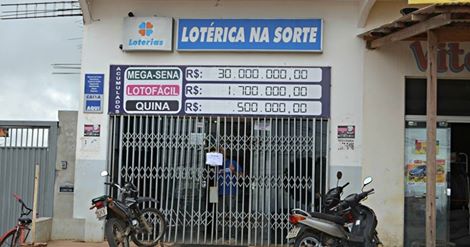 Loterias
LOTÉRICA NA SORTE
ACUMULADOS
MEGA-SENA R$: 30.000.000,00
LOTOFÁCIL R$: 1.700.000,00
QUINA R$: 500.000,00
CAIXA
AQUI
Vit